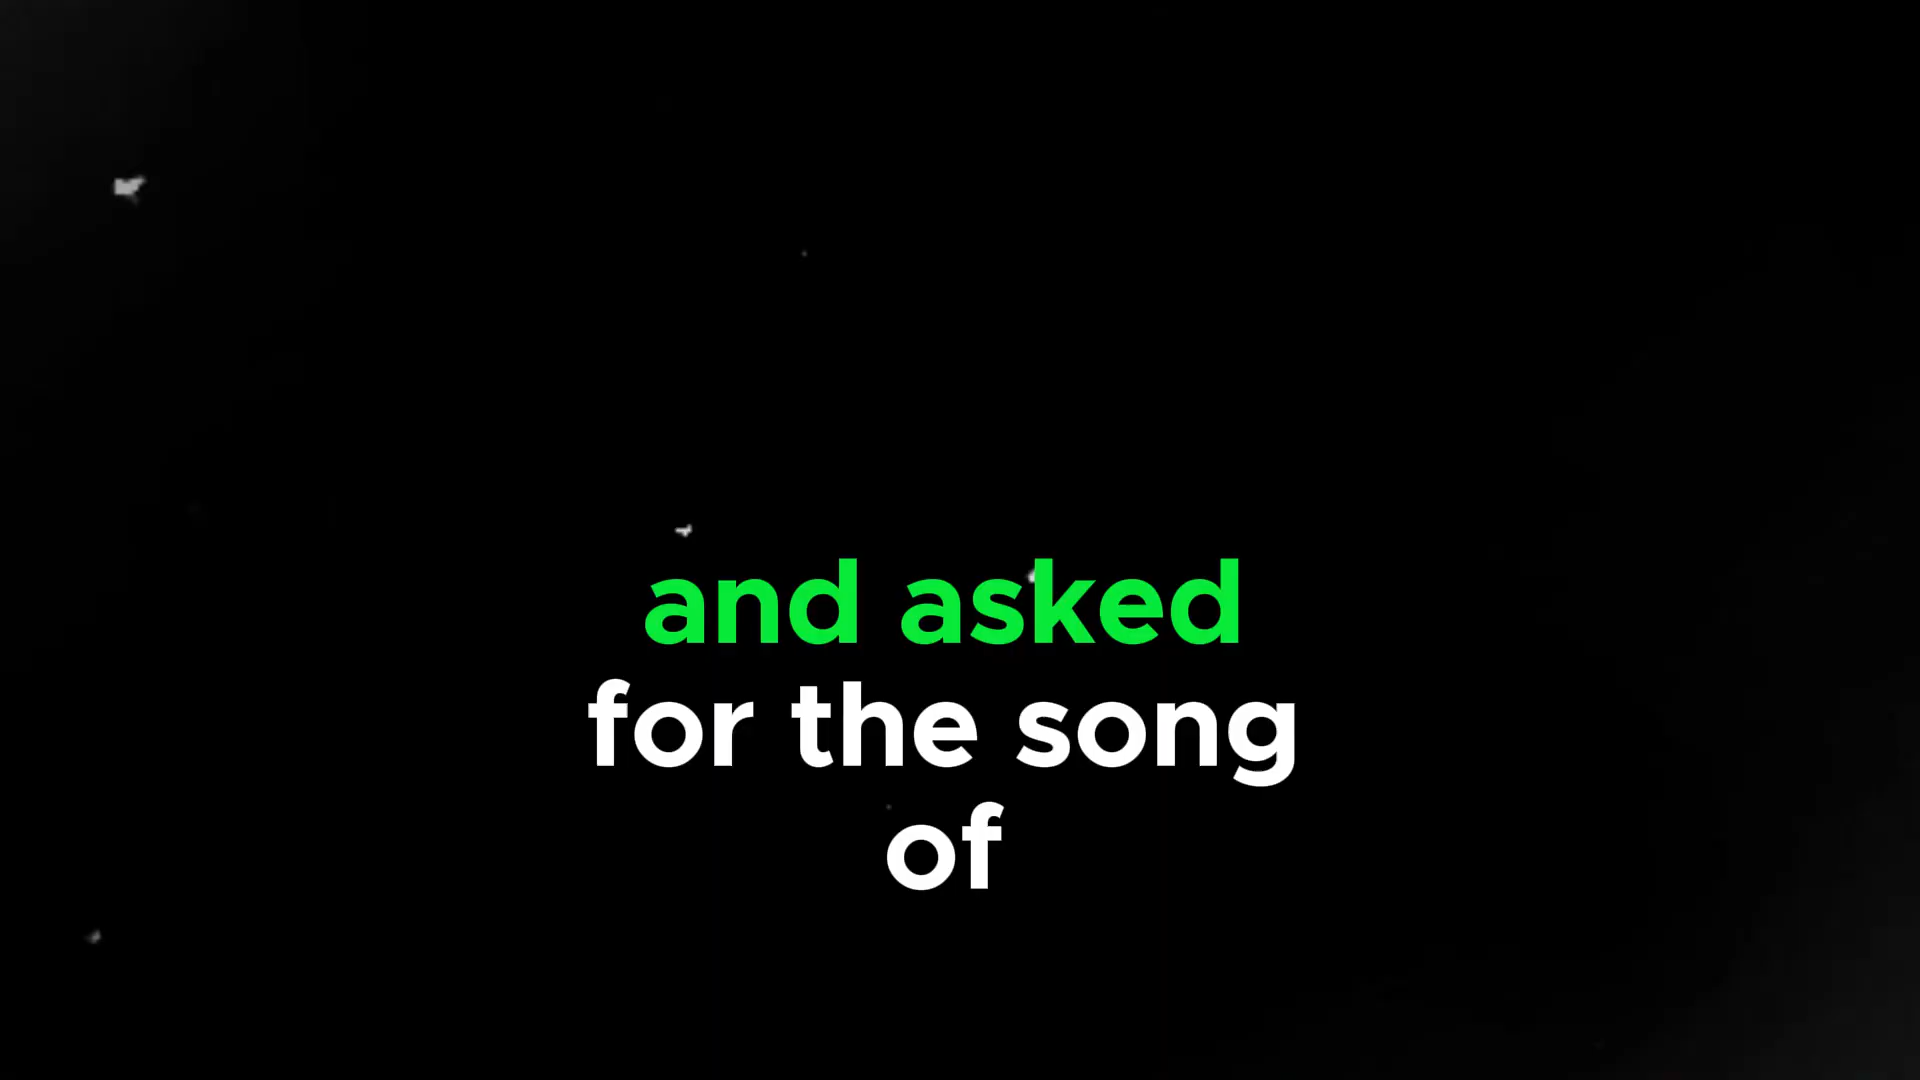 and asked
for the song
of